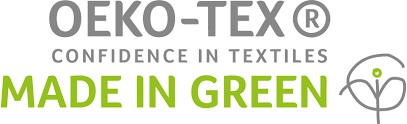 OEKO-TEX®
CONFIDENCE IN TEXTILES
MADE IN GREEN